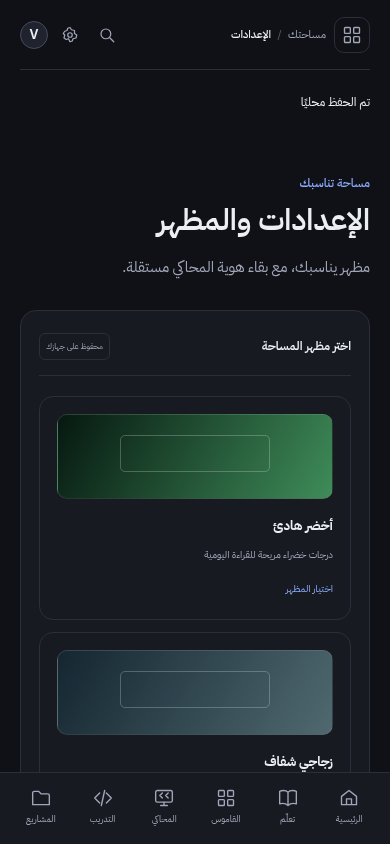 مساحتك / الإعدادات
V
تم الحفظ محليًا
مساحة تناسبك
الإعدادات والمظهر
مظهر يناسبك، مع بقاء هوية المحاكي مستقلة.
اختر مظهر المساحة
محفوظ على جهازك
أخضر هادئ
درجات خضراء مريحة للقراءة اليومية
اختيار المظهر
زجاجي شفاف
الرئيسية
تعلّم
القاموس
المحاكي
التدريب
المشاريع